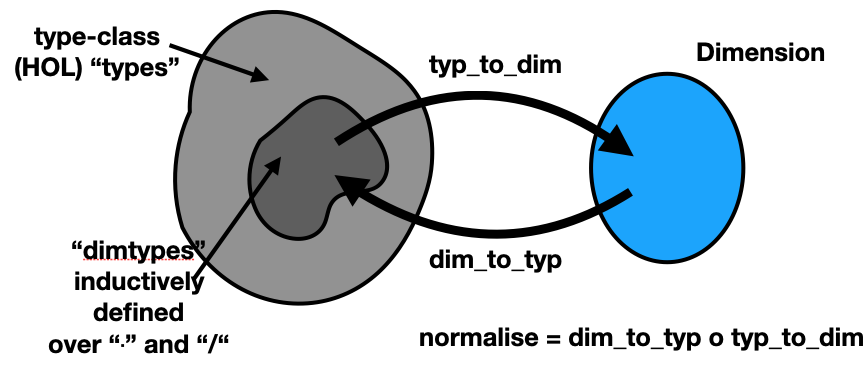 type-class
(HOL) “types”
typ_to_dim
Dimension
“dimtypes”
inductively
defined
over “·” and “/“
dim_to_typ
normalise = dim_to_typ o typ_to_dim